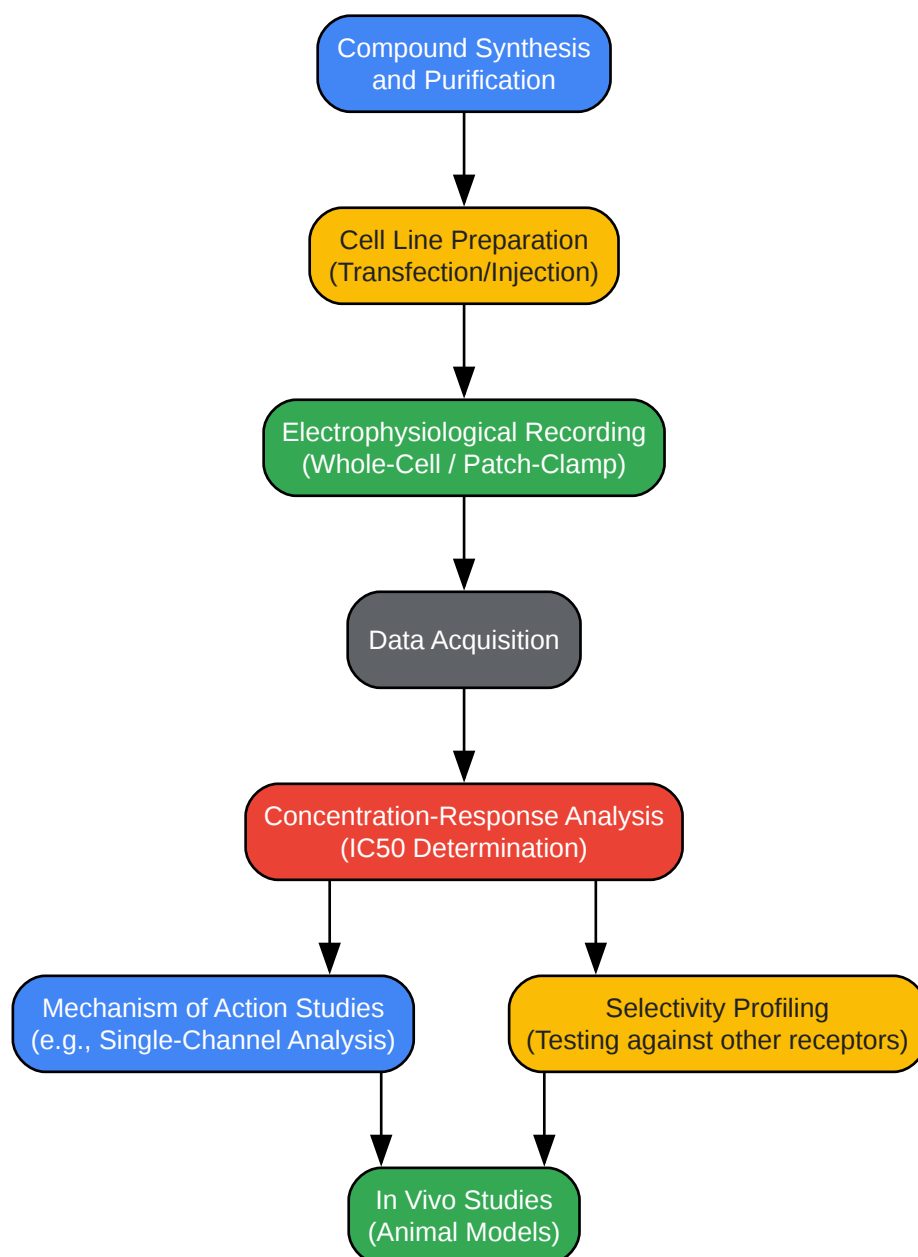 Compound Synthesis
and Purification
Cell Line Preparation
(Transfection/Injection)
Electrophysiological Recording
(Whole-Cell / Patch-Clamp)
Data Acquisition
Concentration-Response Analysis
(IC50 Determination)
Mechanism of Action Studies
(e.g., Single-Channel Analysis)
Selectivity Profiling
(Testing against other receptors)
In Vivo Studies
(Animal Models)